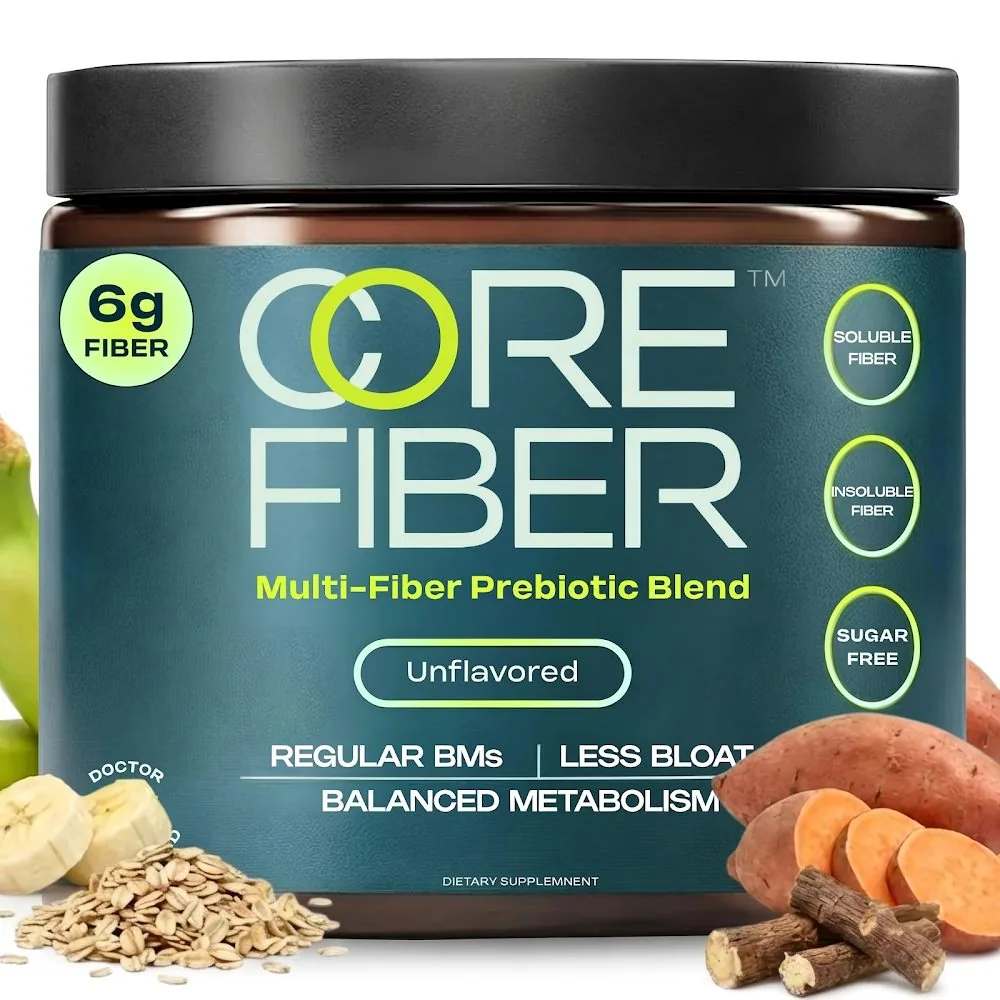 6g
FIBER
CORE™
FIBER
Multi-Fiber Prebiotic Blend
Unflavored
REGULAR BMs | LESS BLOAT
BALANCED METABOLISM
DIETARY SUPPLEMNENT
SOLUBLE
FIBER
INSOLUBLE
FIBER
SUGAR
FREE
DOCTOR